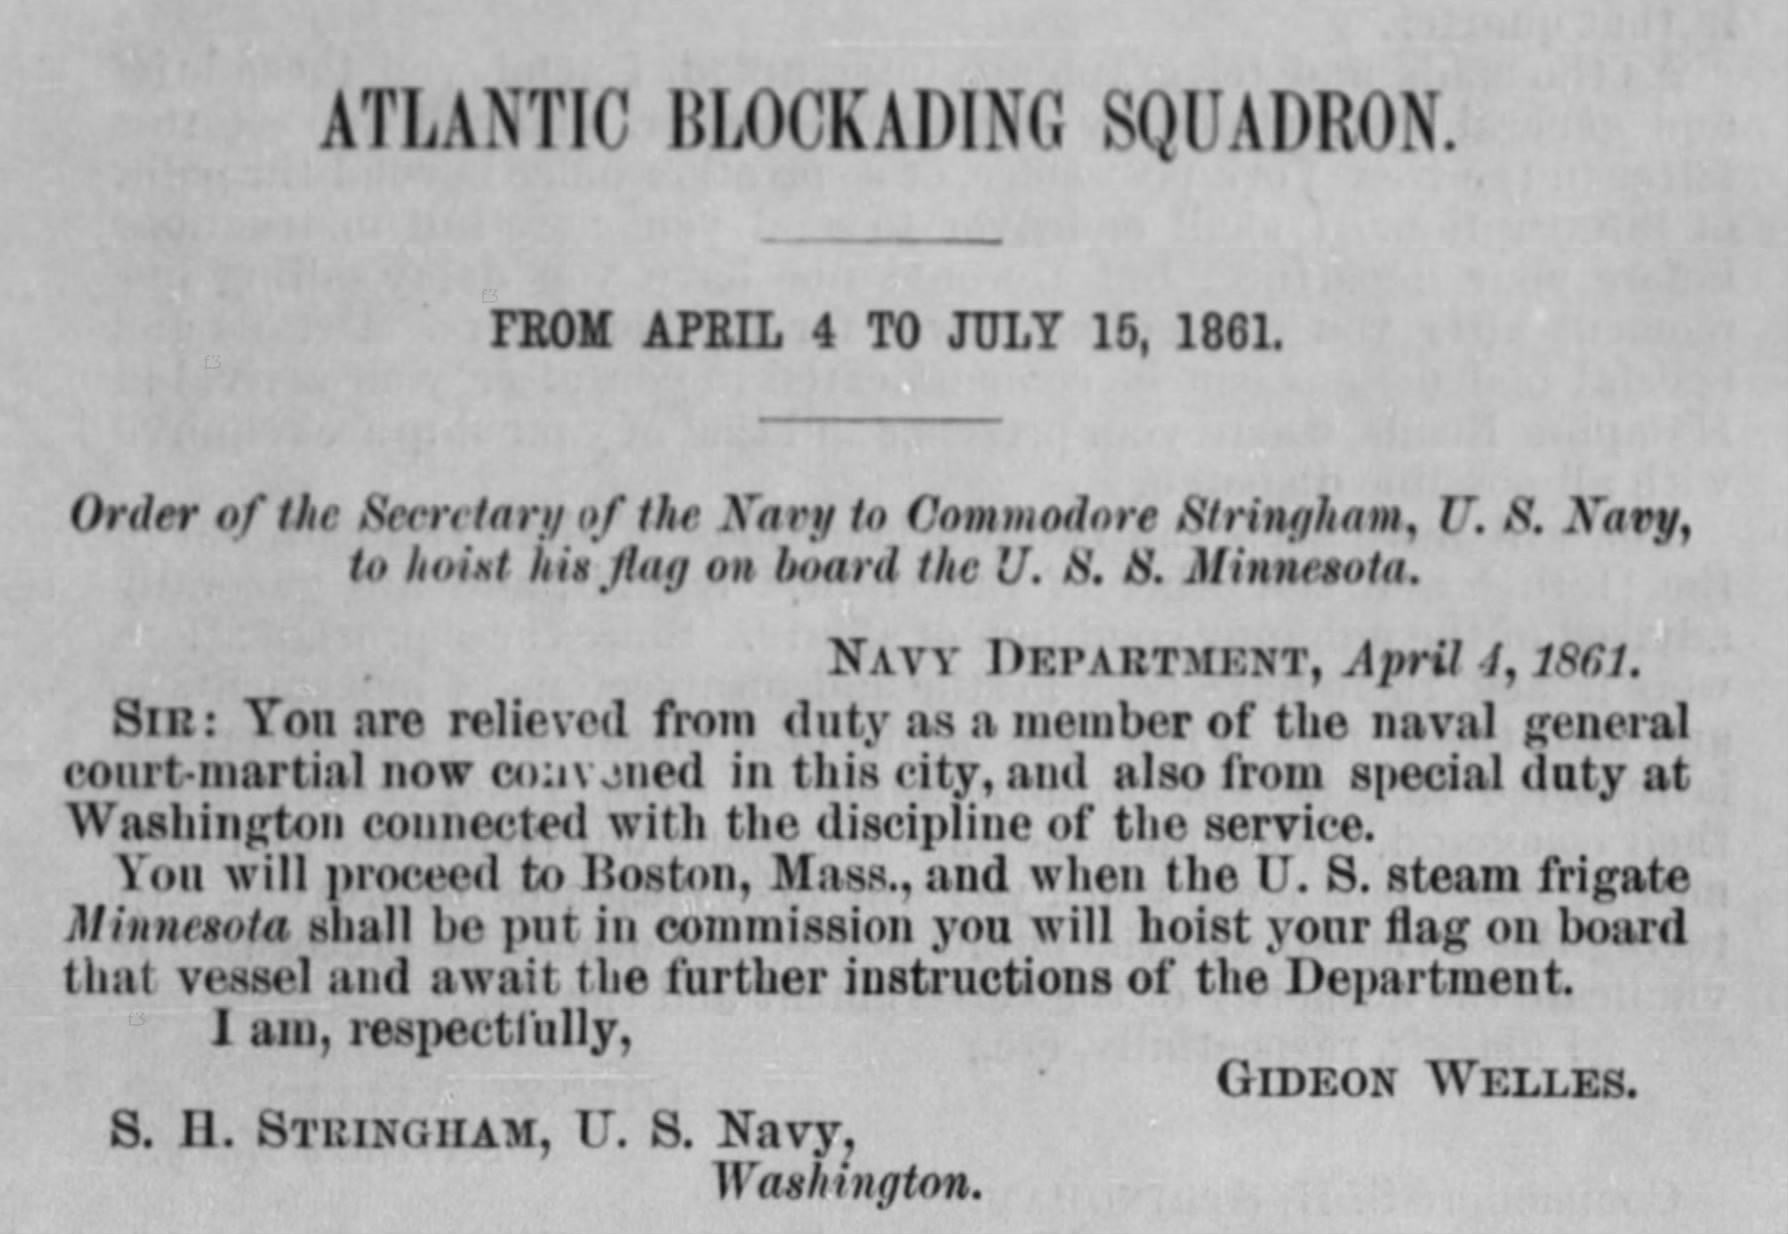 ATLANTIC BLOCKADING SQUADRON.
FROM APRIL 4 TO JULY 15, 1861.
Order of the Secretary of the Navy to Commodore Stringham, U. S. Navy,
to hoist his flag on board the U. S. S. Minnesota.
NAVY DEPARTMENT, April 4, 1861.
SIR: You are relieved from duty as a member of the naval general
court-martial now convened in this city, and also from special duty at
Washington connected with the discipline of the service.
You will proceed to Boston, Mass., and when the U. S. steam frigate
Minnesota shall be put in commission you will hoist your flag on board
that vessel and await the further instructions of the Department.
I am, respectfully,
GIDEON WELLES.
S. H. STRINGHAM, U. S. Navy,
Washington.